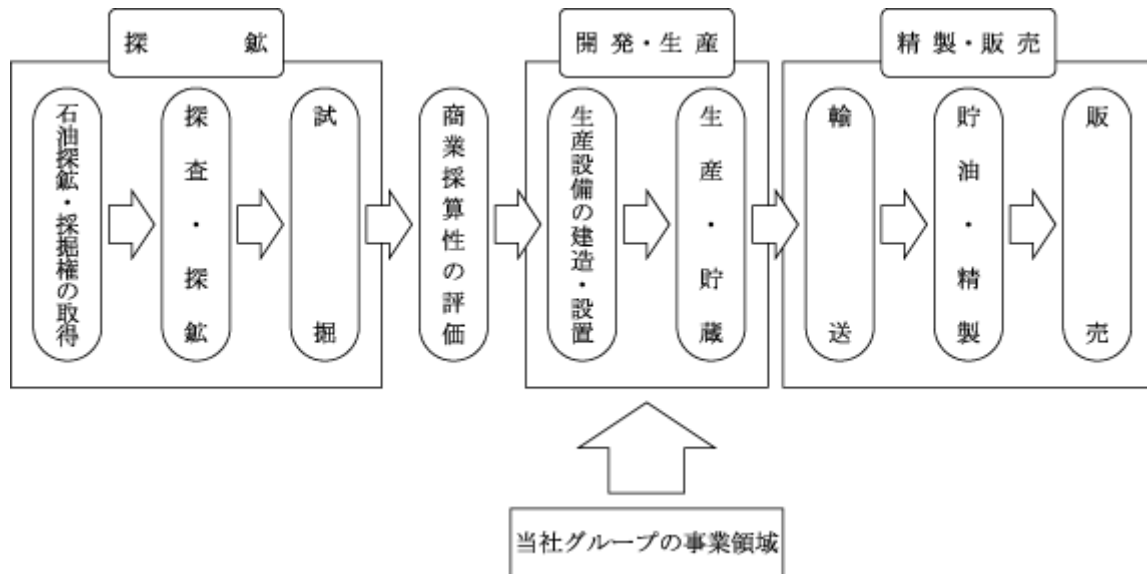 探鉱
開発・生産
精製・販売
石油探鉱・採掘権の取得
探査・探鉱
試掘
商業採算性の評価
生産設備の建造・設置
生産・貯蔵
輸送
貯油・精製
販売
当社グループの事業領域